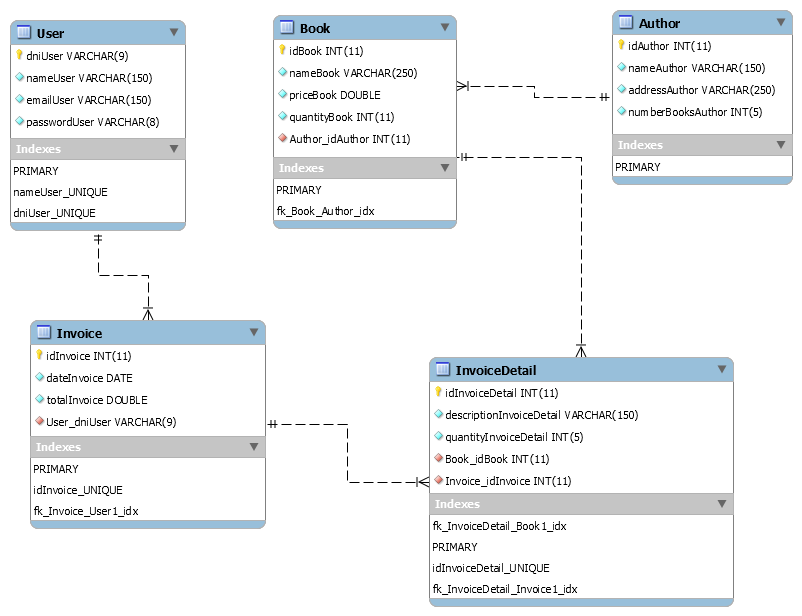 User
dniUser VARCHAR(9)
nameUser VARCHAR(150)
emailUser VARCHAR(150)
passwordUser VARCHAR(8)
Indexes
PRIMARY
nameUser_UNIQUE
dniUser_UNIQUE
Book
idBook INT(11)
nameBook VARCHAR(250)
priceBook DOUBLE
quantityBook INT(11)
Author_idAuthor INT(11)
Indexes
PRIMARY
fk_Book_Author_idx
Author
idAuthor INT(11)
nameAuthor VARCHAR(150)
addressAuthor VARCHAR(250)
numberBooksAuthor INT(5)
Indexes
PRIMARY
Invoice
idInvoice INT(11)
dateInvoice DATE
totalInvoice DOUBLE
User_dniUser VARCHAR(9)
Indexes
PRIMARY
idInvoice_UNIQUE
fk_Invoice_User1_idx
InvoiceDetail
idInvoiceDetail INT(11)
descriptionInvoiceDetail VARCHAR(150)
quantityInvoiceDetail INT(5)
Book_idBook INT(11)
Invoice_idInvoice INT(11)
Indexes
fk_InvoiceDetail_Book1_idx
PRIMARY
idInvoiceDetail_UNIQUE
fk_InvoiceDetail_Invoice1_idx